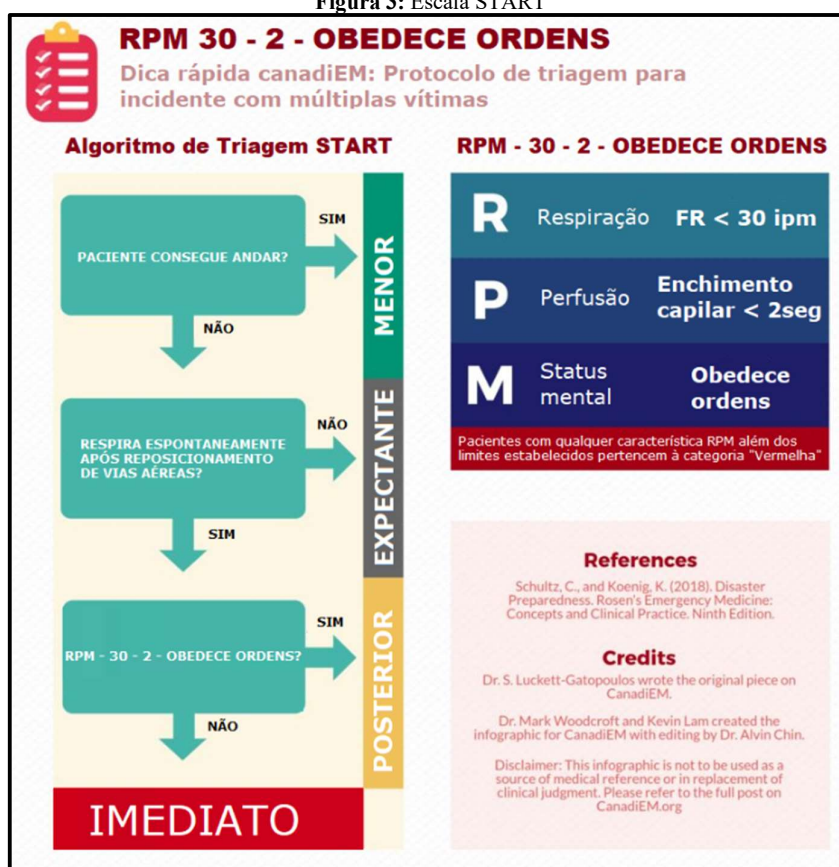 Figura 3: Escala START
RPM 30 - 2 - OBEDECE ORDENS
Dica rápida canadiEM: Protocolo de triagem para
incidente com múltiplas vítimas
Algoritmo de Triagem START
PACIENTE CONSEGUE ANDAR?
SIM
NÃO
MENOR
RESPIRA ESPONTANEAMENTE
APÓS REPOSICIONAMENTO
DE VIAS AÉREAS?
NÃO
SIM
EXPECTANTE
RPM - 30 - 2 - OBEDECE ORDENS?
SIM
NÃO
POSTERIOR
IMEDIATO
RPM - 30 - 2 - OBEDECE ORDENS
R Respiração FR < 30 ipm
P Perfusão Enchimento
capilar < 2seg
M Status
mental Obedece
ordens
Pacientes com qualquer característica RPM além dos
limites estabelecidos pertencem à categoria "Vermelha"
References
Schultz, C., and Koenig, K. (2018). Disaster
Preparedness. Rosen's Emergency Medicine:
Concepts and Clinical Practice. Ninth Edition.
Credits
Dr. S. Luckett-Gatopoulos wrote the original piece on
CanadiEM.
Dr. Mark Woodcroft and Kevin Lam created the
infographic for CanadiEM with editing by Dr. Alvin Chin.
Disclaimer: This infographic is not to be used as a
source of medical reference or in replacement of
clinical judgment. Please refer to the full post on
CanadiEM.org